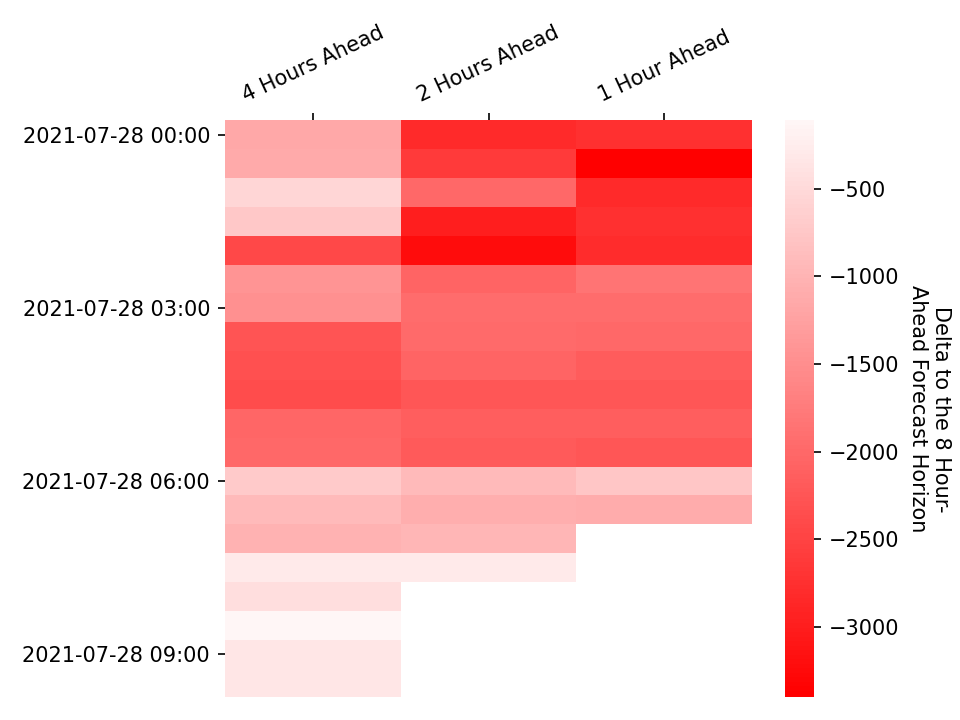 4 Hours Ahead
2 Hours Ahead
1 Hour Ahead
2021-07-28 00:00
2021-07-28 03:00
2021-07-28 06:00
2021-07-28 09:00
−500
−1000
−1500
−2000
−2500
−3000
Delta to the 8 Hour-
Ahead Forecast Horizon